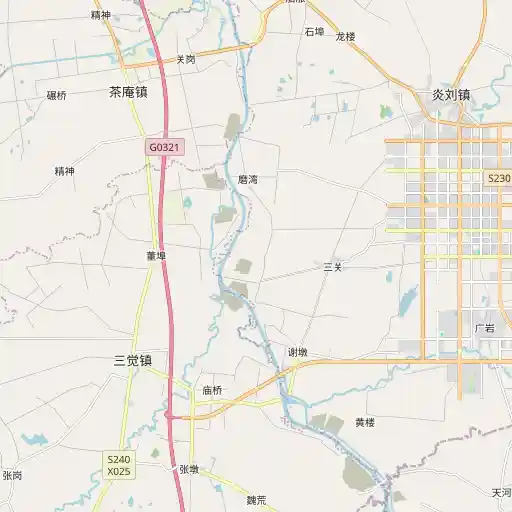 精神
石埠
龙楼
关岗
茶庵镇
碾桥
炎刘镇
G0321
精神
磨湾
S230
董埠
三关
广岩
谢墩
三觉镇
庙桥
黄楼
S240
X025
张墩
张岗
魏荒
天河